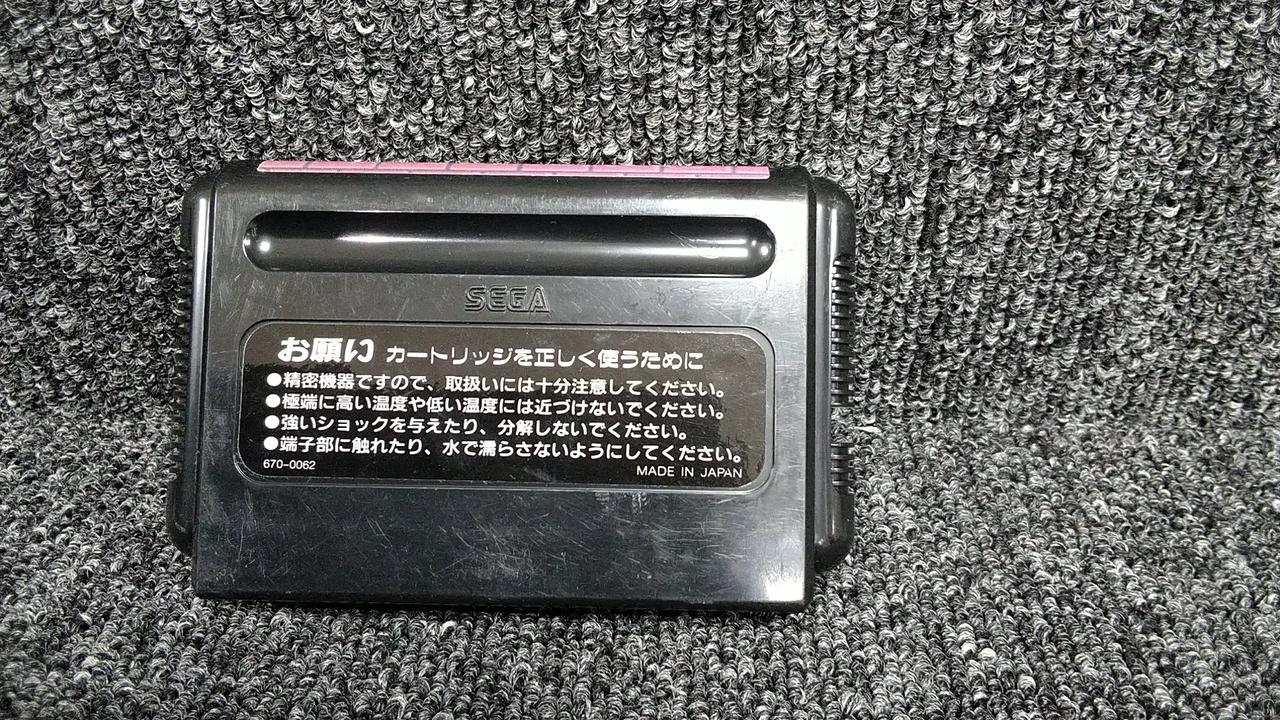 SEGA
お願い カートリッジを正しく使うために
●精密機器ですので、取扱いには十分注意してください。
●極端に高い温度や低い温度には近づけないでください。
●強いショックを与えたり、分解しないでください。
●端子部に触れたり、水で濡らさないようにしてください。
670-0062 MADE IN JAPAN